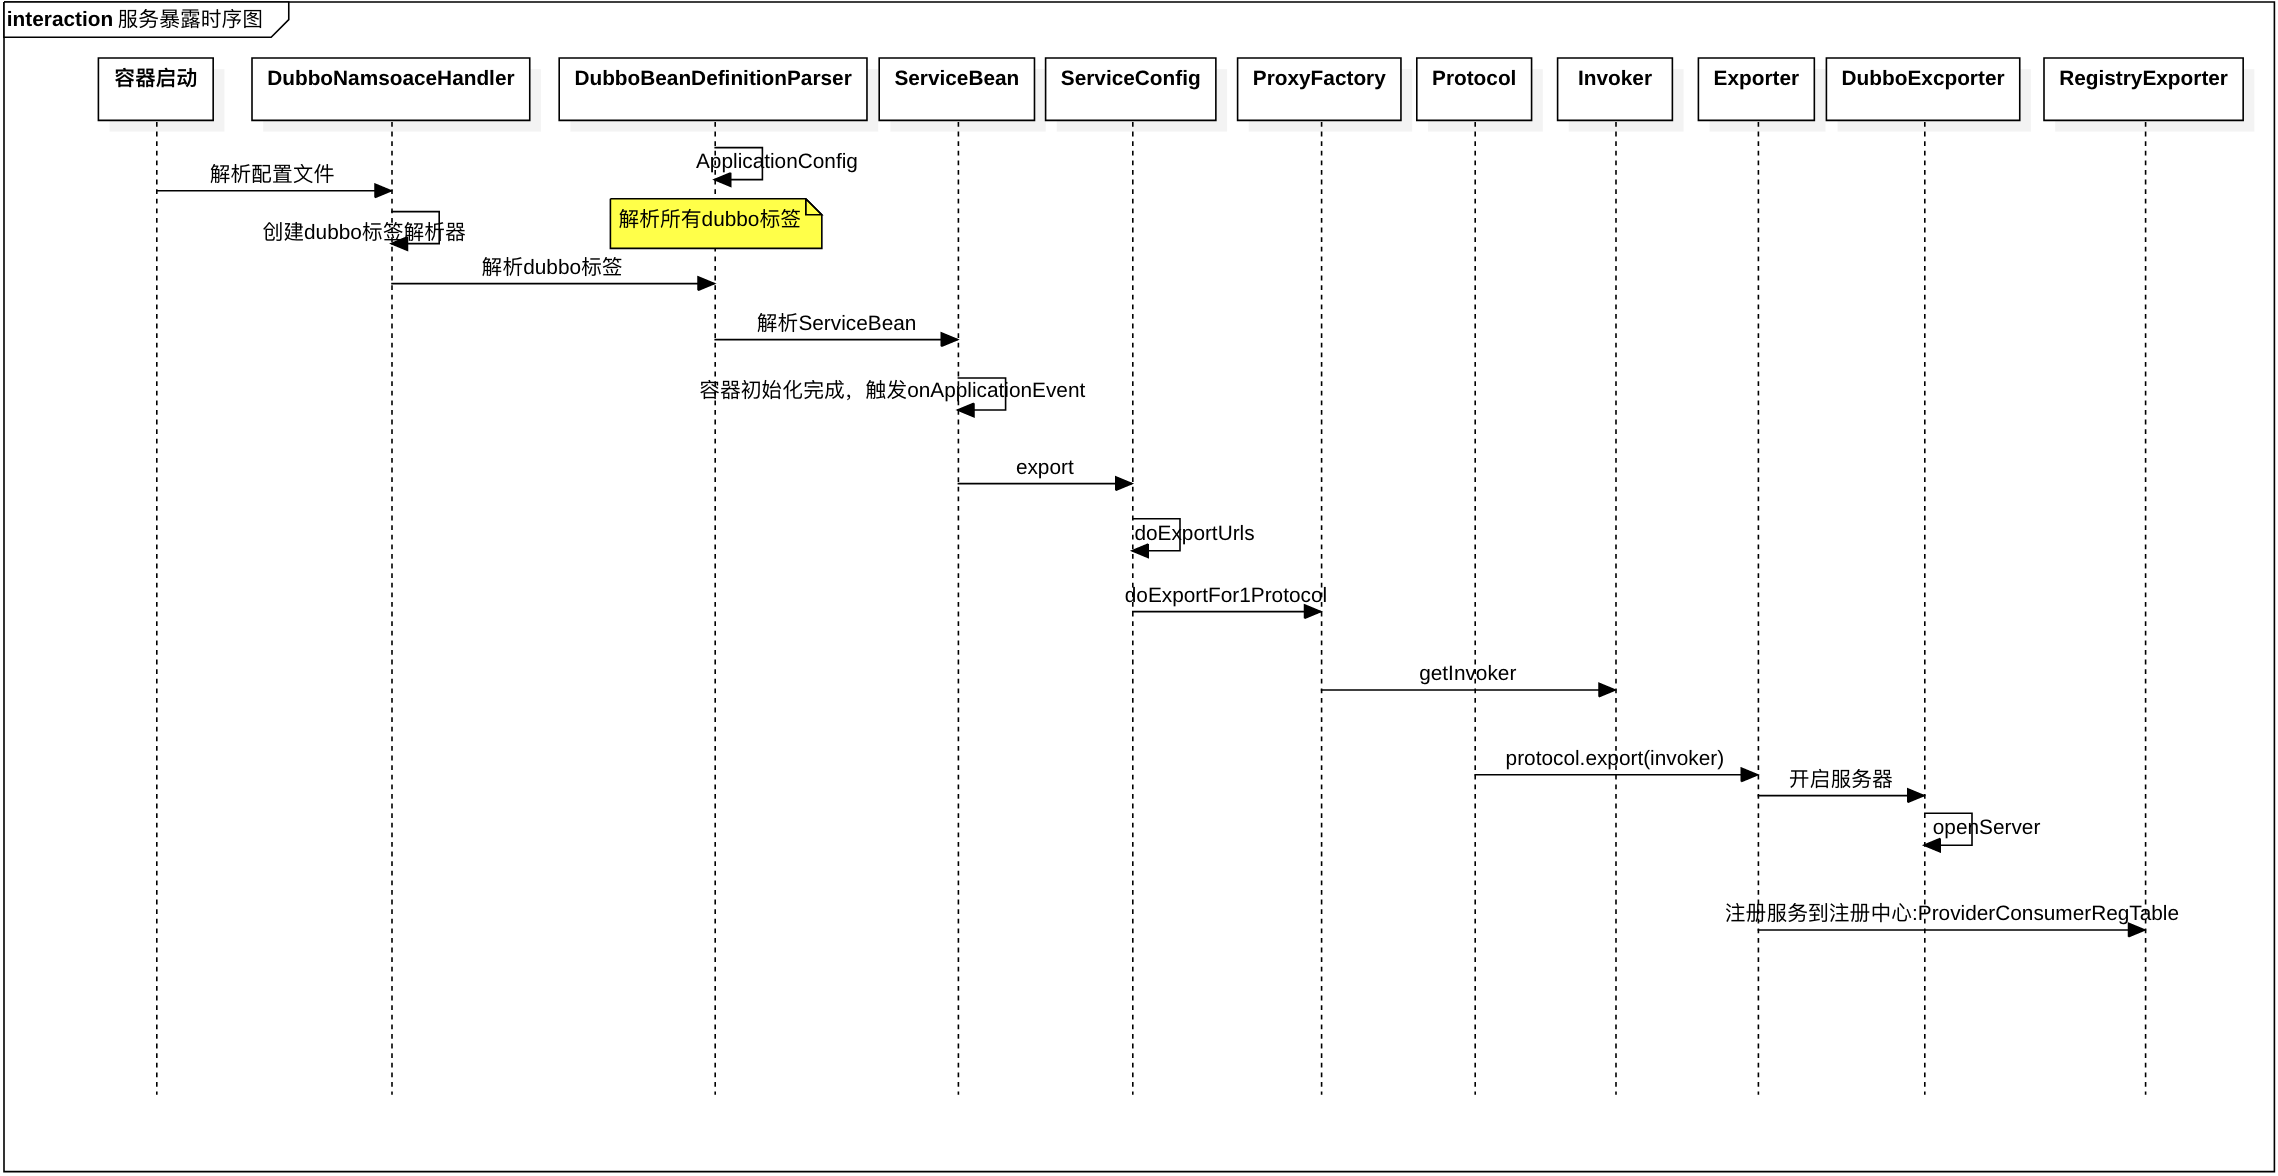 interaction 服务暴露时序图
容器启动
DubboNamsoaceHandler
DubboBeanDefinitionParser
ServiceBean
ServiceConfig
ProxyFactory
Protocol
Invoker
Exporter
DubboExcporter
RegistryExporter
ApplicationConfig
解析配置文件
解析所有dubbo标签
创建dubbo标签解析器
解析dubbo标签
解析ServiceBean
容器初始化完成，触发onApplicationEvent
export
doExportUrls
doExportFor1Protocol
getInvoker
protocol.export(invoker)
开启服务器
openServer
注册服务到注册中心:ProviderConsumerRegTable